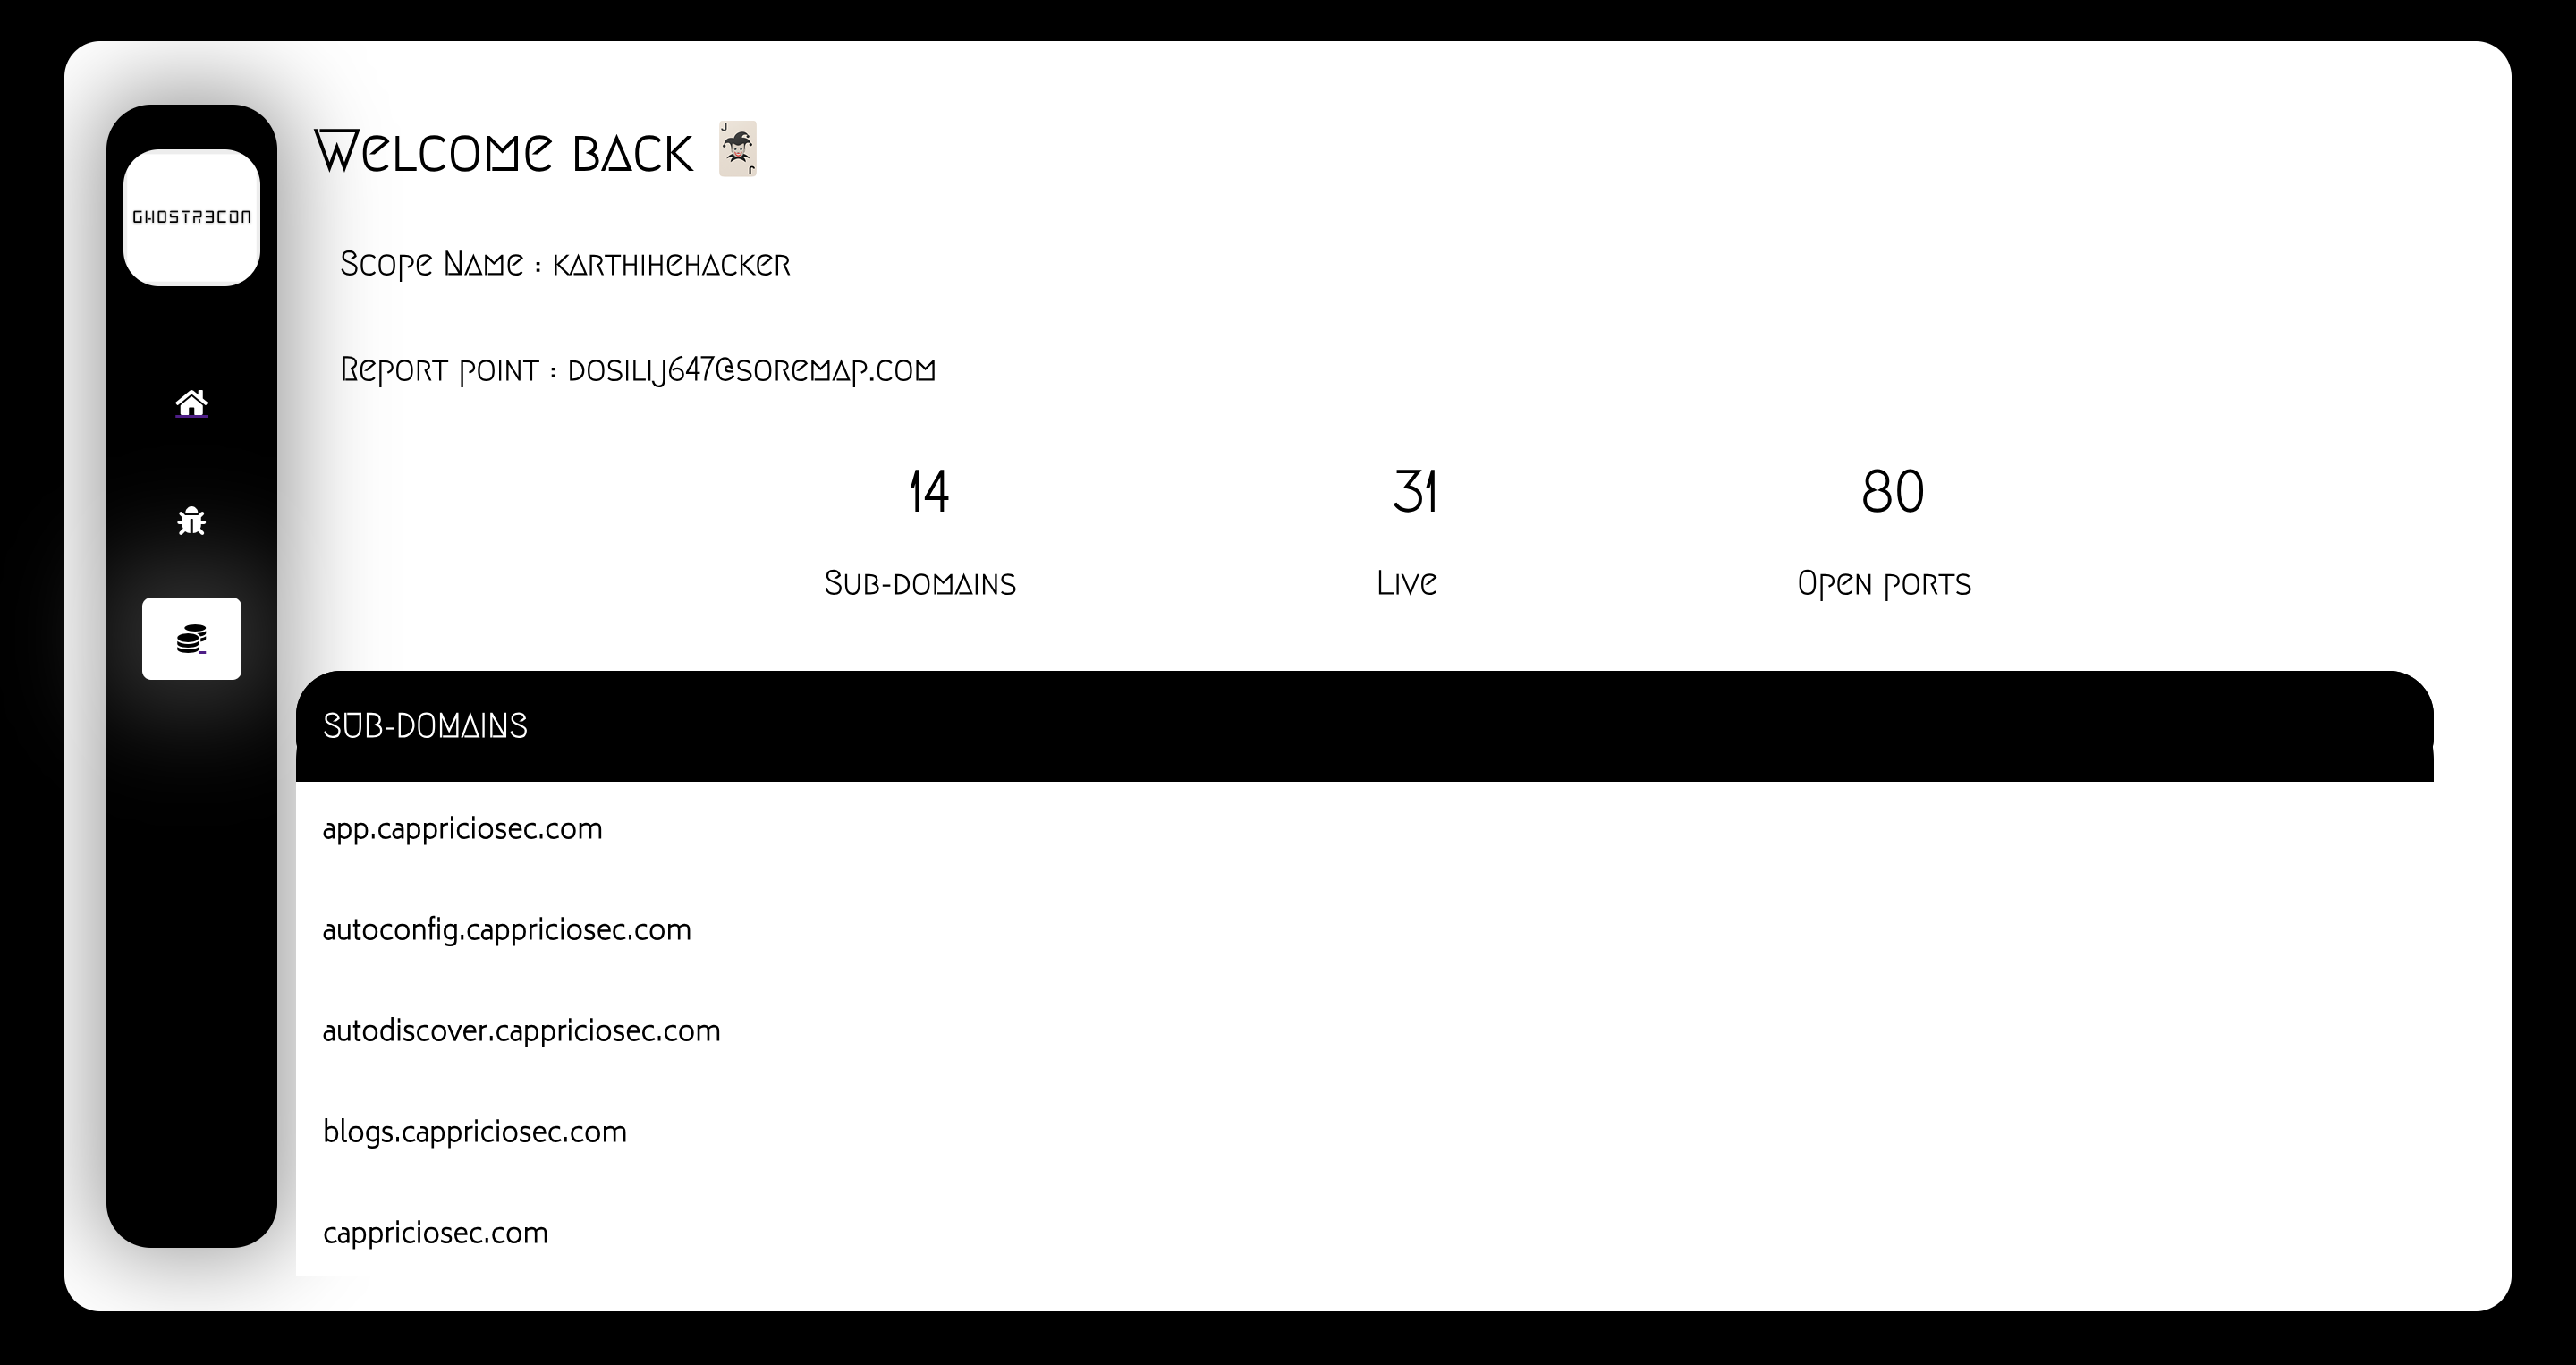 GHOSTR3CON
Welcome back
Scope Name : karthihehacker
Report point : dosilij647@soremap.com
14
31
80
Sub-domains
Live
Open ports
SUB-DOMAINS
app.cappriciosec.com
autoconfig.cappriciosec.com
autodiscover.cappriciosec.com
blogs.cappriciosec.com
cappriciosec.com